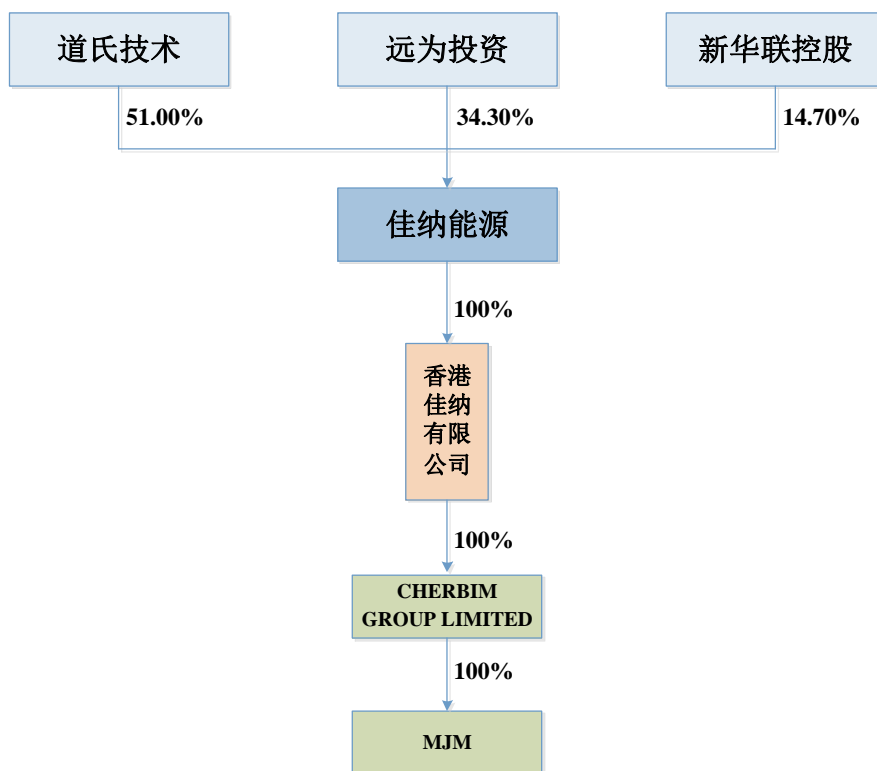 道氏技术
远为投资
新华联控股
51.00%
34.30%
14.70%
佳纳能源
100%
香港
佳纳
有限
公司
100%
CHERBIM
GROUP LIMITED
100%
MJM